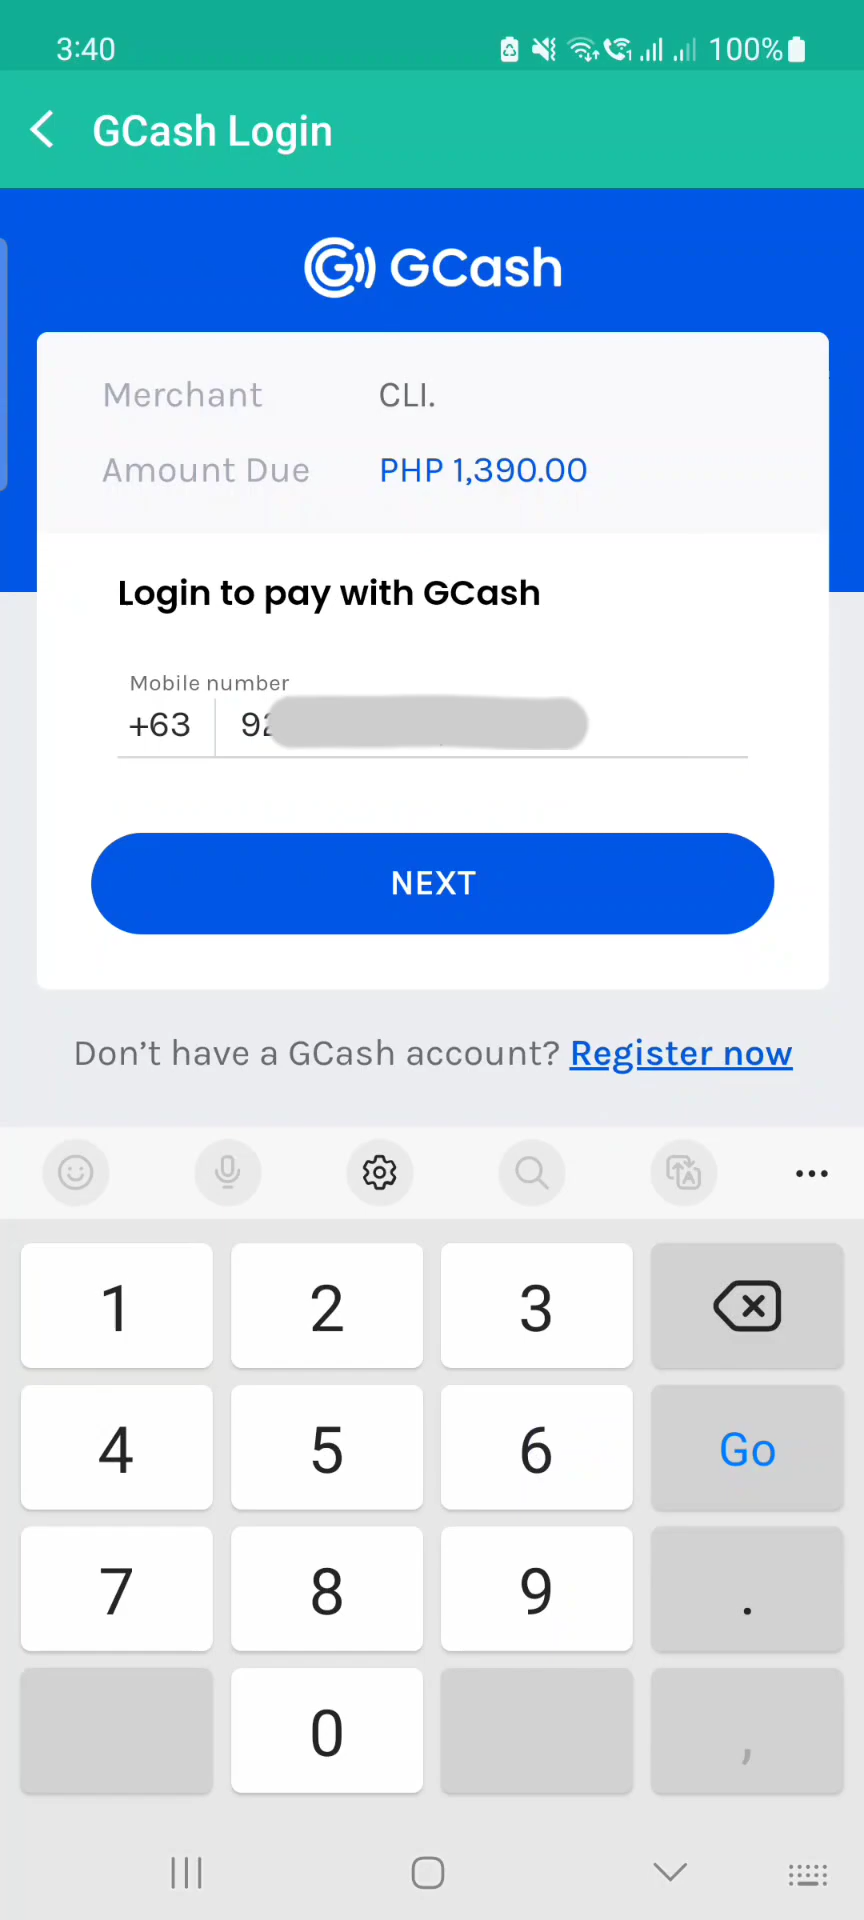 3:40
100%
GCash Login
GCash
Merchant CLI.
Amount Due PHP 1,390.00
Login to pay with GCash
Mobile number
+63 92
NEXT
Don't have a GCash account? Register now
1 2 3
4 5 6 Go
7 8 9 .
0 ,